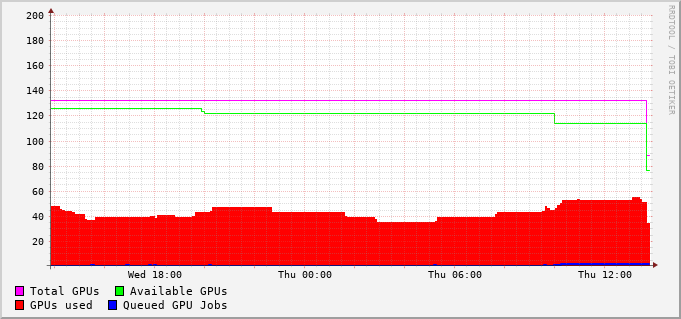 200
180
160
140
120
100
80
60
40
20
Wed 18:00 Thu 00:00 Thu 06:00 Thu 12:00
Total GPUs Available GPUs
GPUs used Queued GPU Jobs
RRDTOOL / TOBI OETIKER